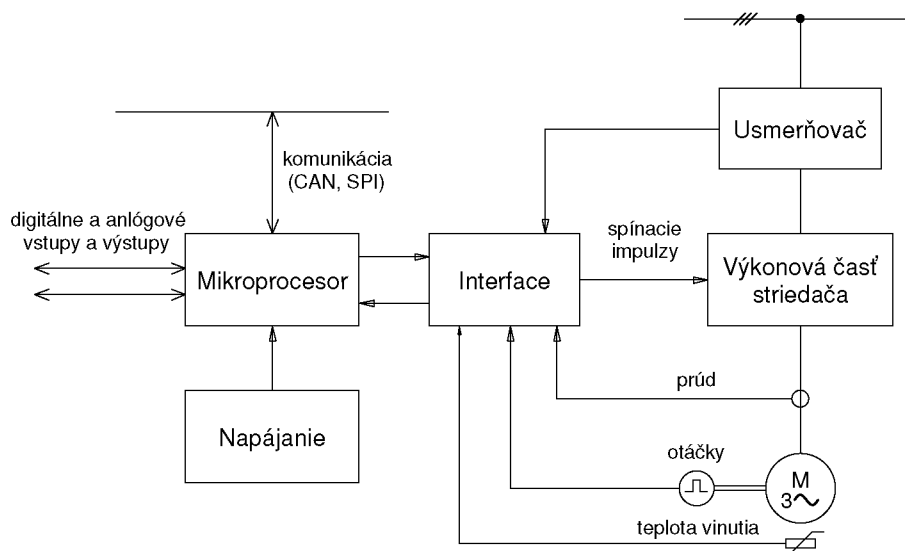 Usmerňovač
komunikácia
(CAN, SPI)
digitálne a anlógové
vstupy a výstupy
Mikroprocesor
Interface
spínacie
impulzy
Výkonová časť
striedača
Napájanie
prúd
otáčky
M
3
teplota vinutia